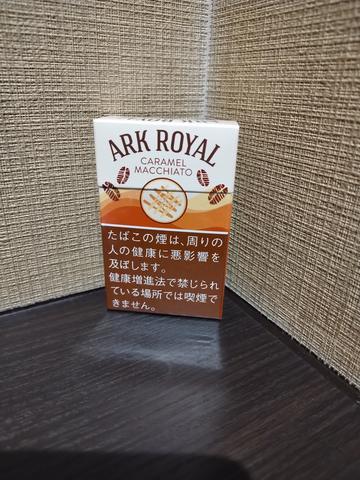 ARK ROYAL
CARAMEL
MACCHIATO
たばこの煙は、周りの
人の健康に悪影響を
及ぼします。
健康増進法で禁じられ
ている場所では喫煙で
きません。